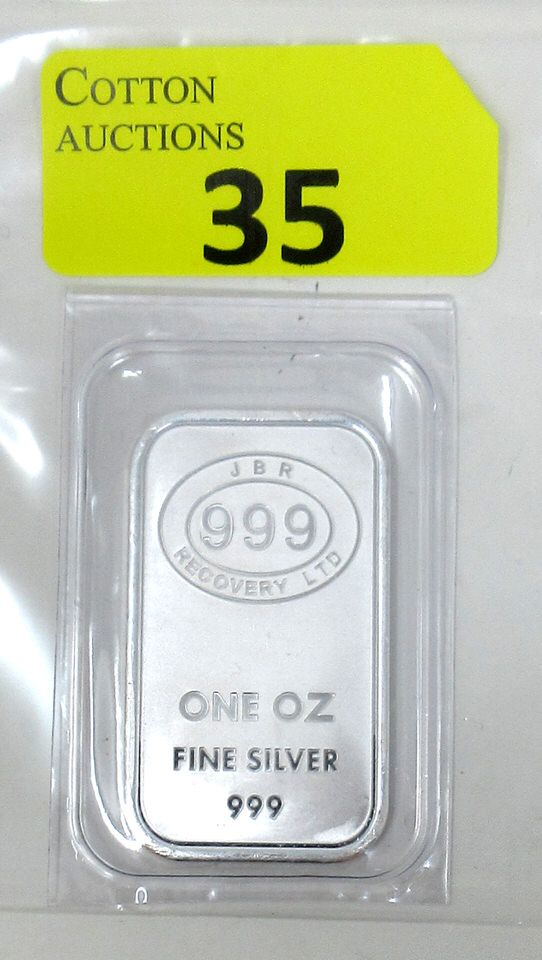 COTTON
AUCTIONS
35
JBR
999
RECOVERY LTD
ONE OZ
FINE SILVER
999